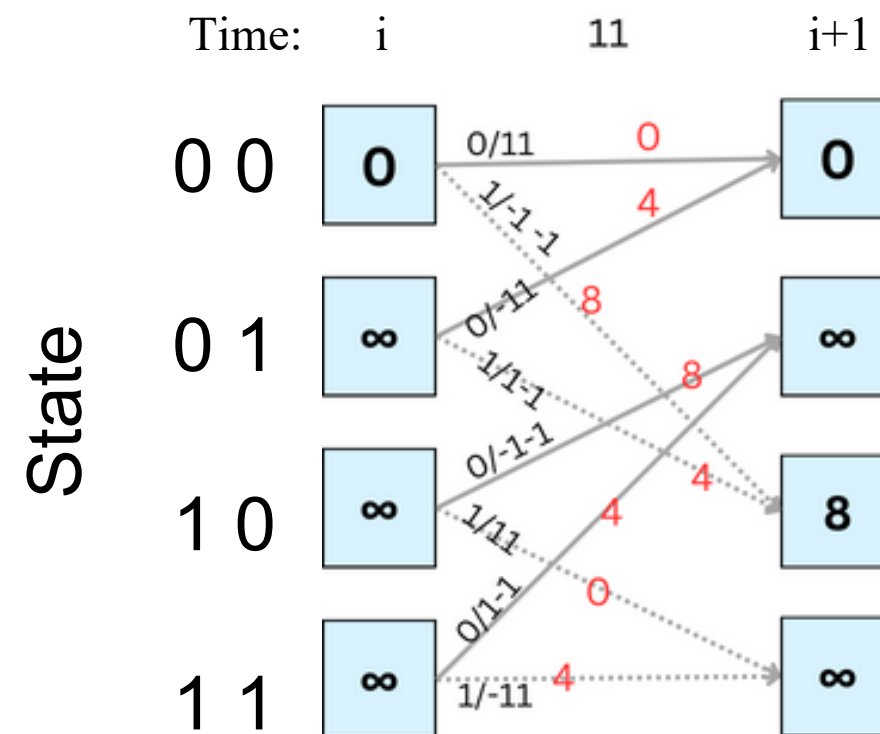 Time: i 11 i+1
0 0 0 0/11 0 0
1/-1 -1 4
0 1 ∞ 0/-11 8 ∞
1/1-1 8
State
1 0 ∞ 0/-1-1 4 8
1/11 4
0/1-1 0
1 1 ∞ 1/-11 4 ∞